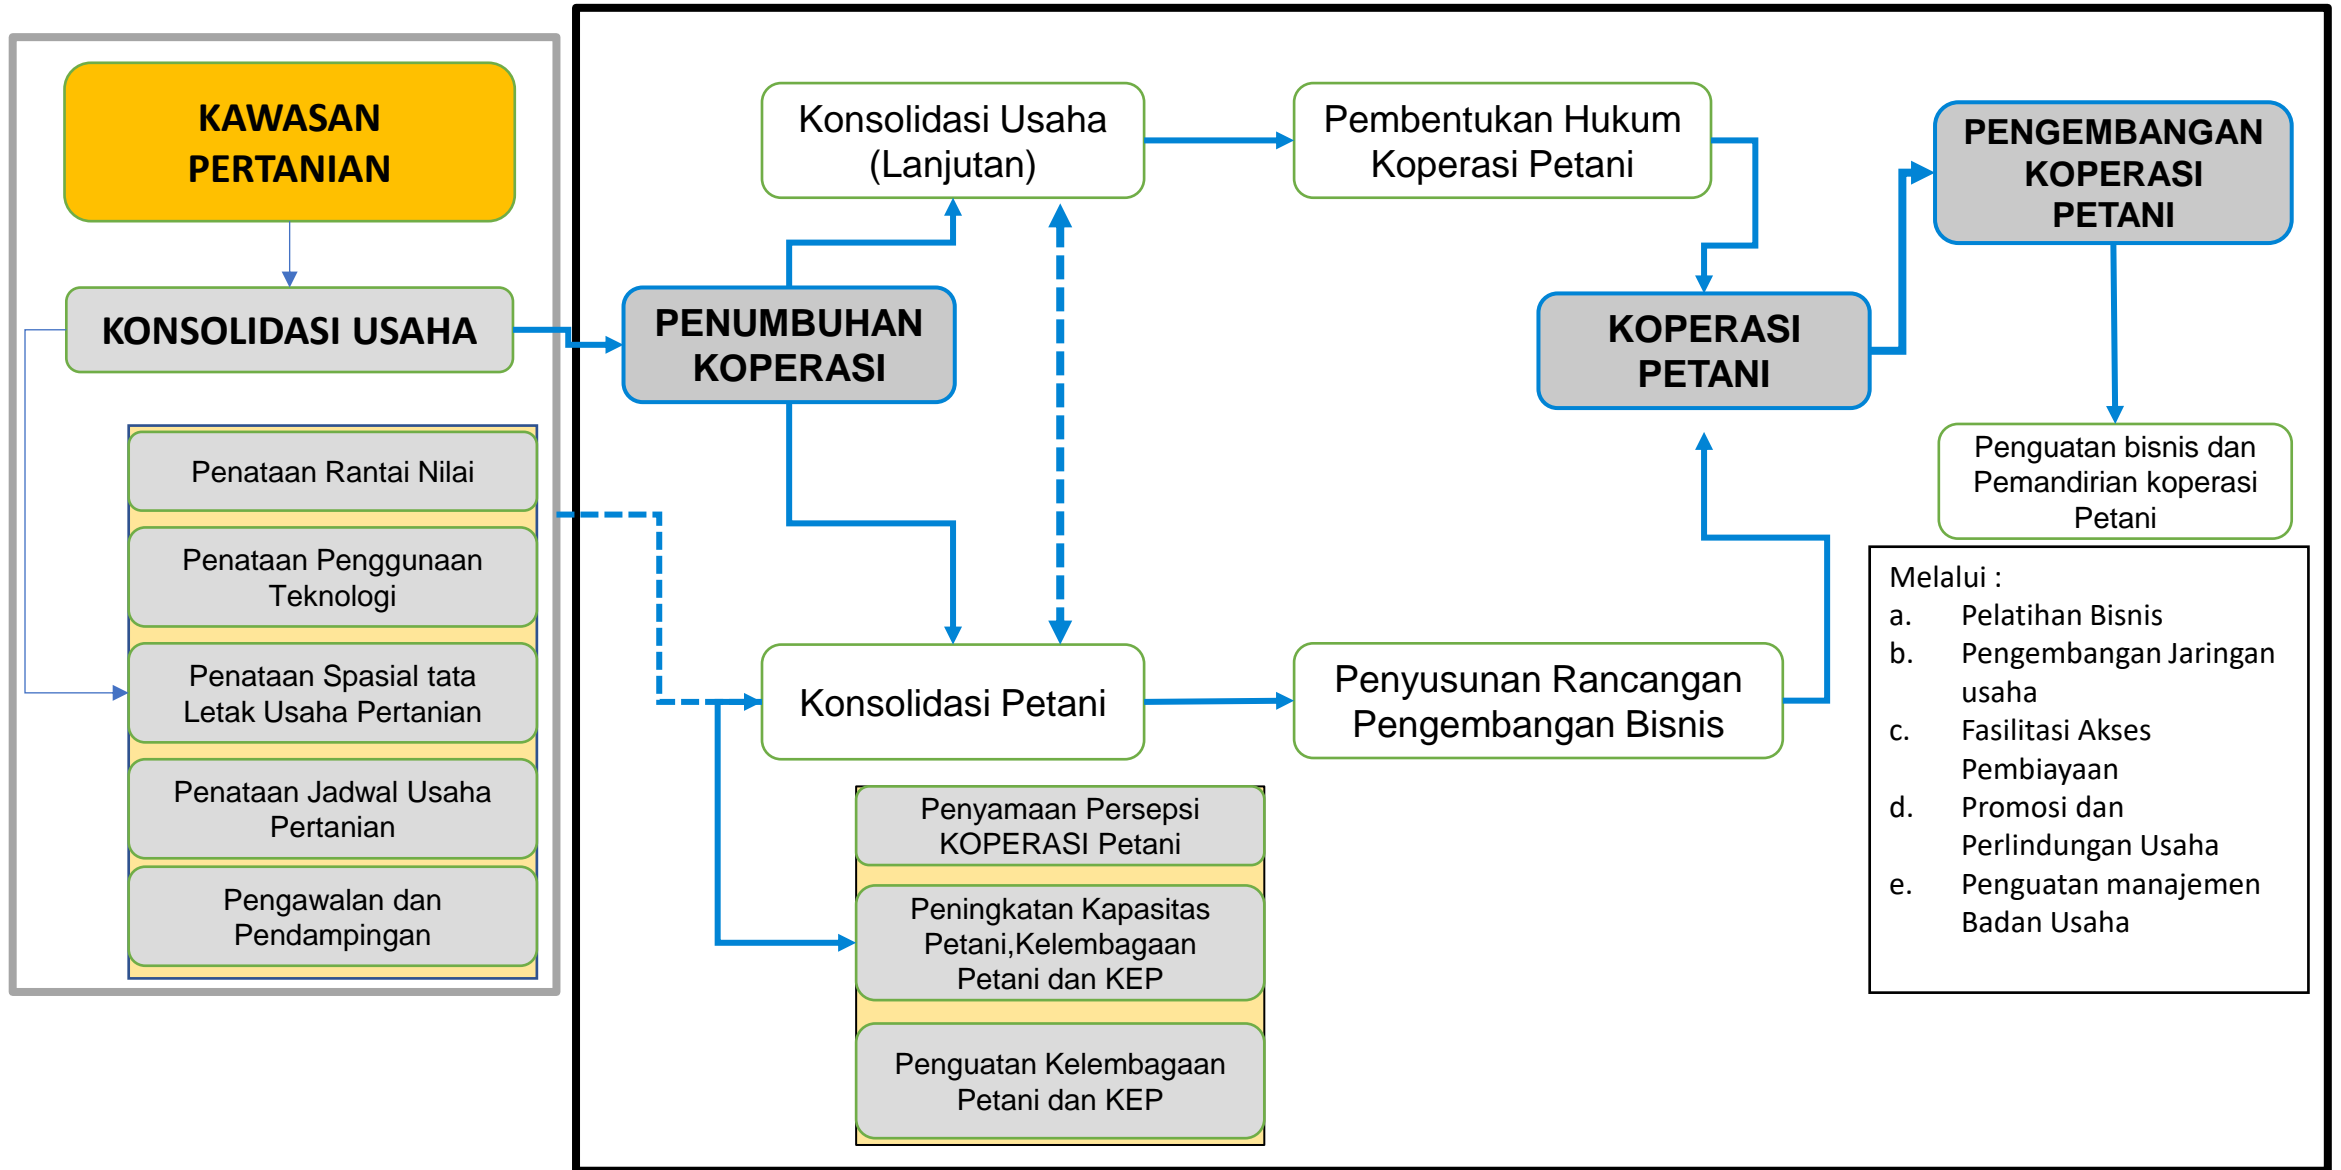 KAWASAN
PERTANIAN
KONSOLIDASI USAHA
Penataan Rantai Nilai
Penataan Penggunaan
Teknologi
Penataan Spasial tata
Letak Usaha Pertanian
Penataan Jadwal Usaha
Pertanian
Pengawalan dan
Pendampingan
PENUMBUHAN
KOPERASI
Konsolidasi Usaha
(Lanjutan)
Pembentukan Hukum
Koperasi Petani
Konsolidasi Petani
Penyusunan Rancangan
Pengembangan Bisnis
Penyamaan Persepsi
KOPERASI Petani
Peningkatan Kapasitas
Petani,Kelembagaan
Petani dan KEP
Penguatan Kelembagaan
Petani dan KEP
KOPERASI
PETANI
PENGEMBANGAN
KOPERASI
PETANI
Penguatan bisnis dan
Pemandirian koperasi
Petani
Melalui :
a. Pelatihan Bisnis
b. Pengembangan Jaringan
usaha
c. Fasilitasi Akses
Pembiayaan
d. Promosi dan
Perlindungan Usaha
e. Penguatan manajemen
Badan Usaha